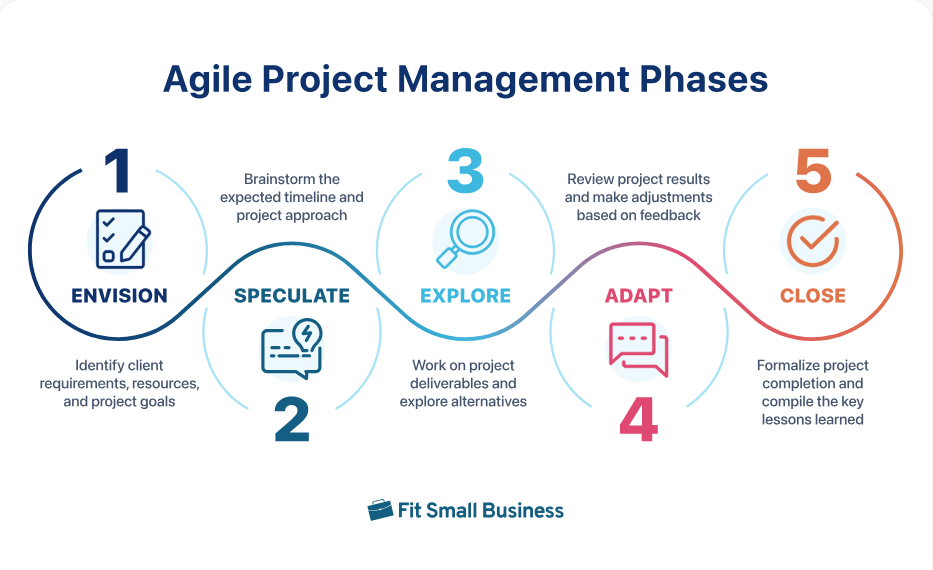 Agile Project Management Phases
1
ENVISION
Identify client
requirements, resources,
and project goals
Brainstorm the
expected timeline and
project approach
SPECULATE
2
3
EXPLORE
Work on project
deliverables and
explore alternatives
Review project results
and make adjustments
based on feedback
ADAPT
4
5
CLOSE
Formalize project
completion and
compile the key
lessons learned
Fit Small Business